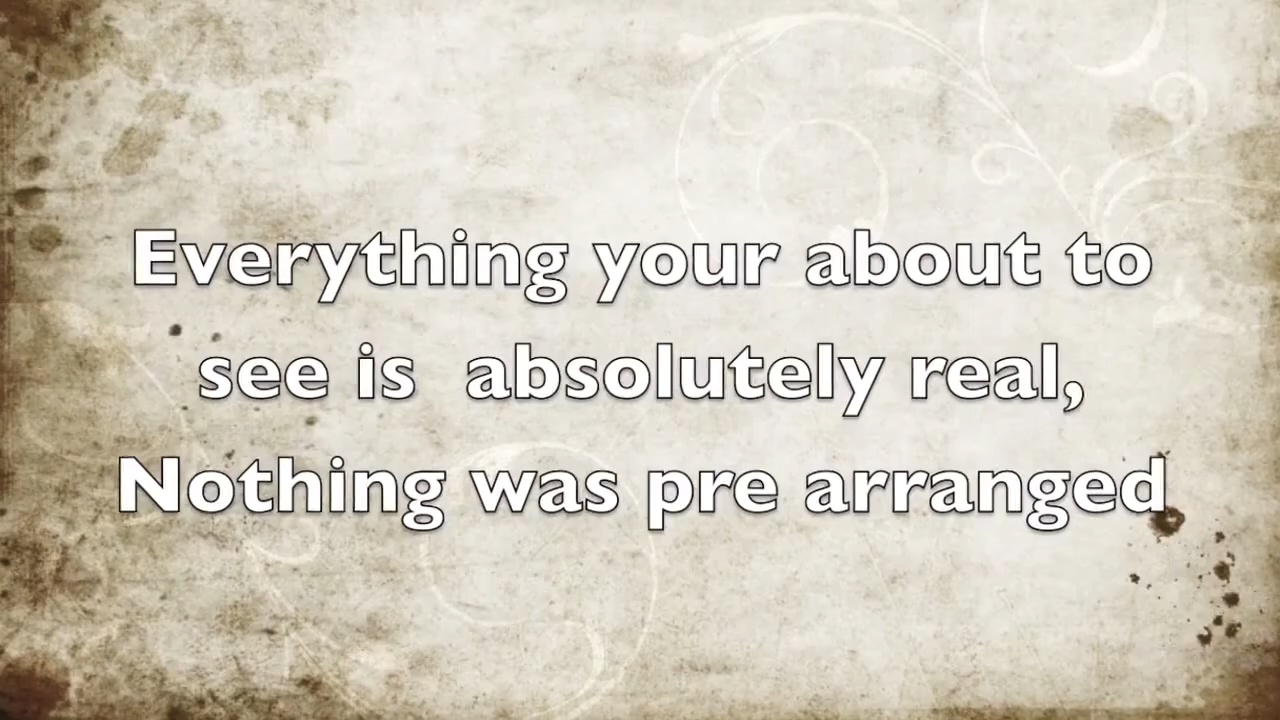 Everything your about to
see is  absolutely real,
Nothing was pre arranged